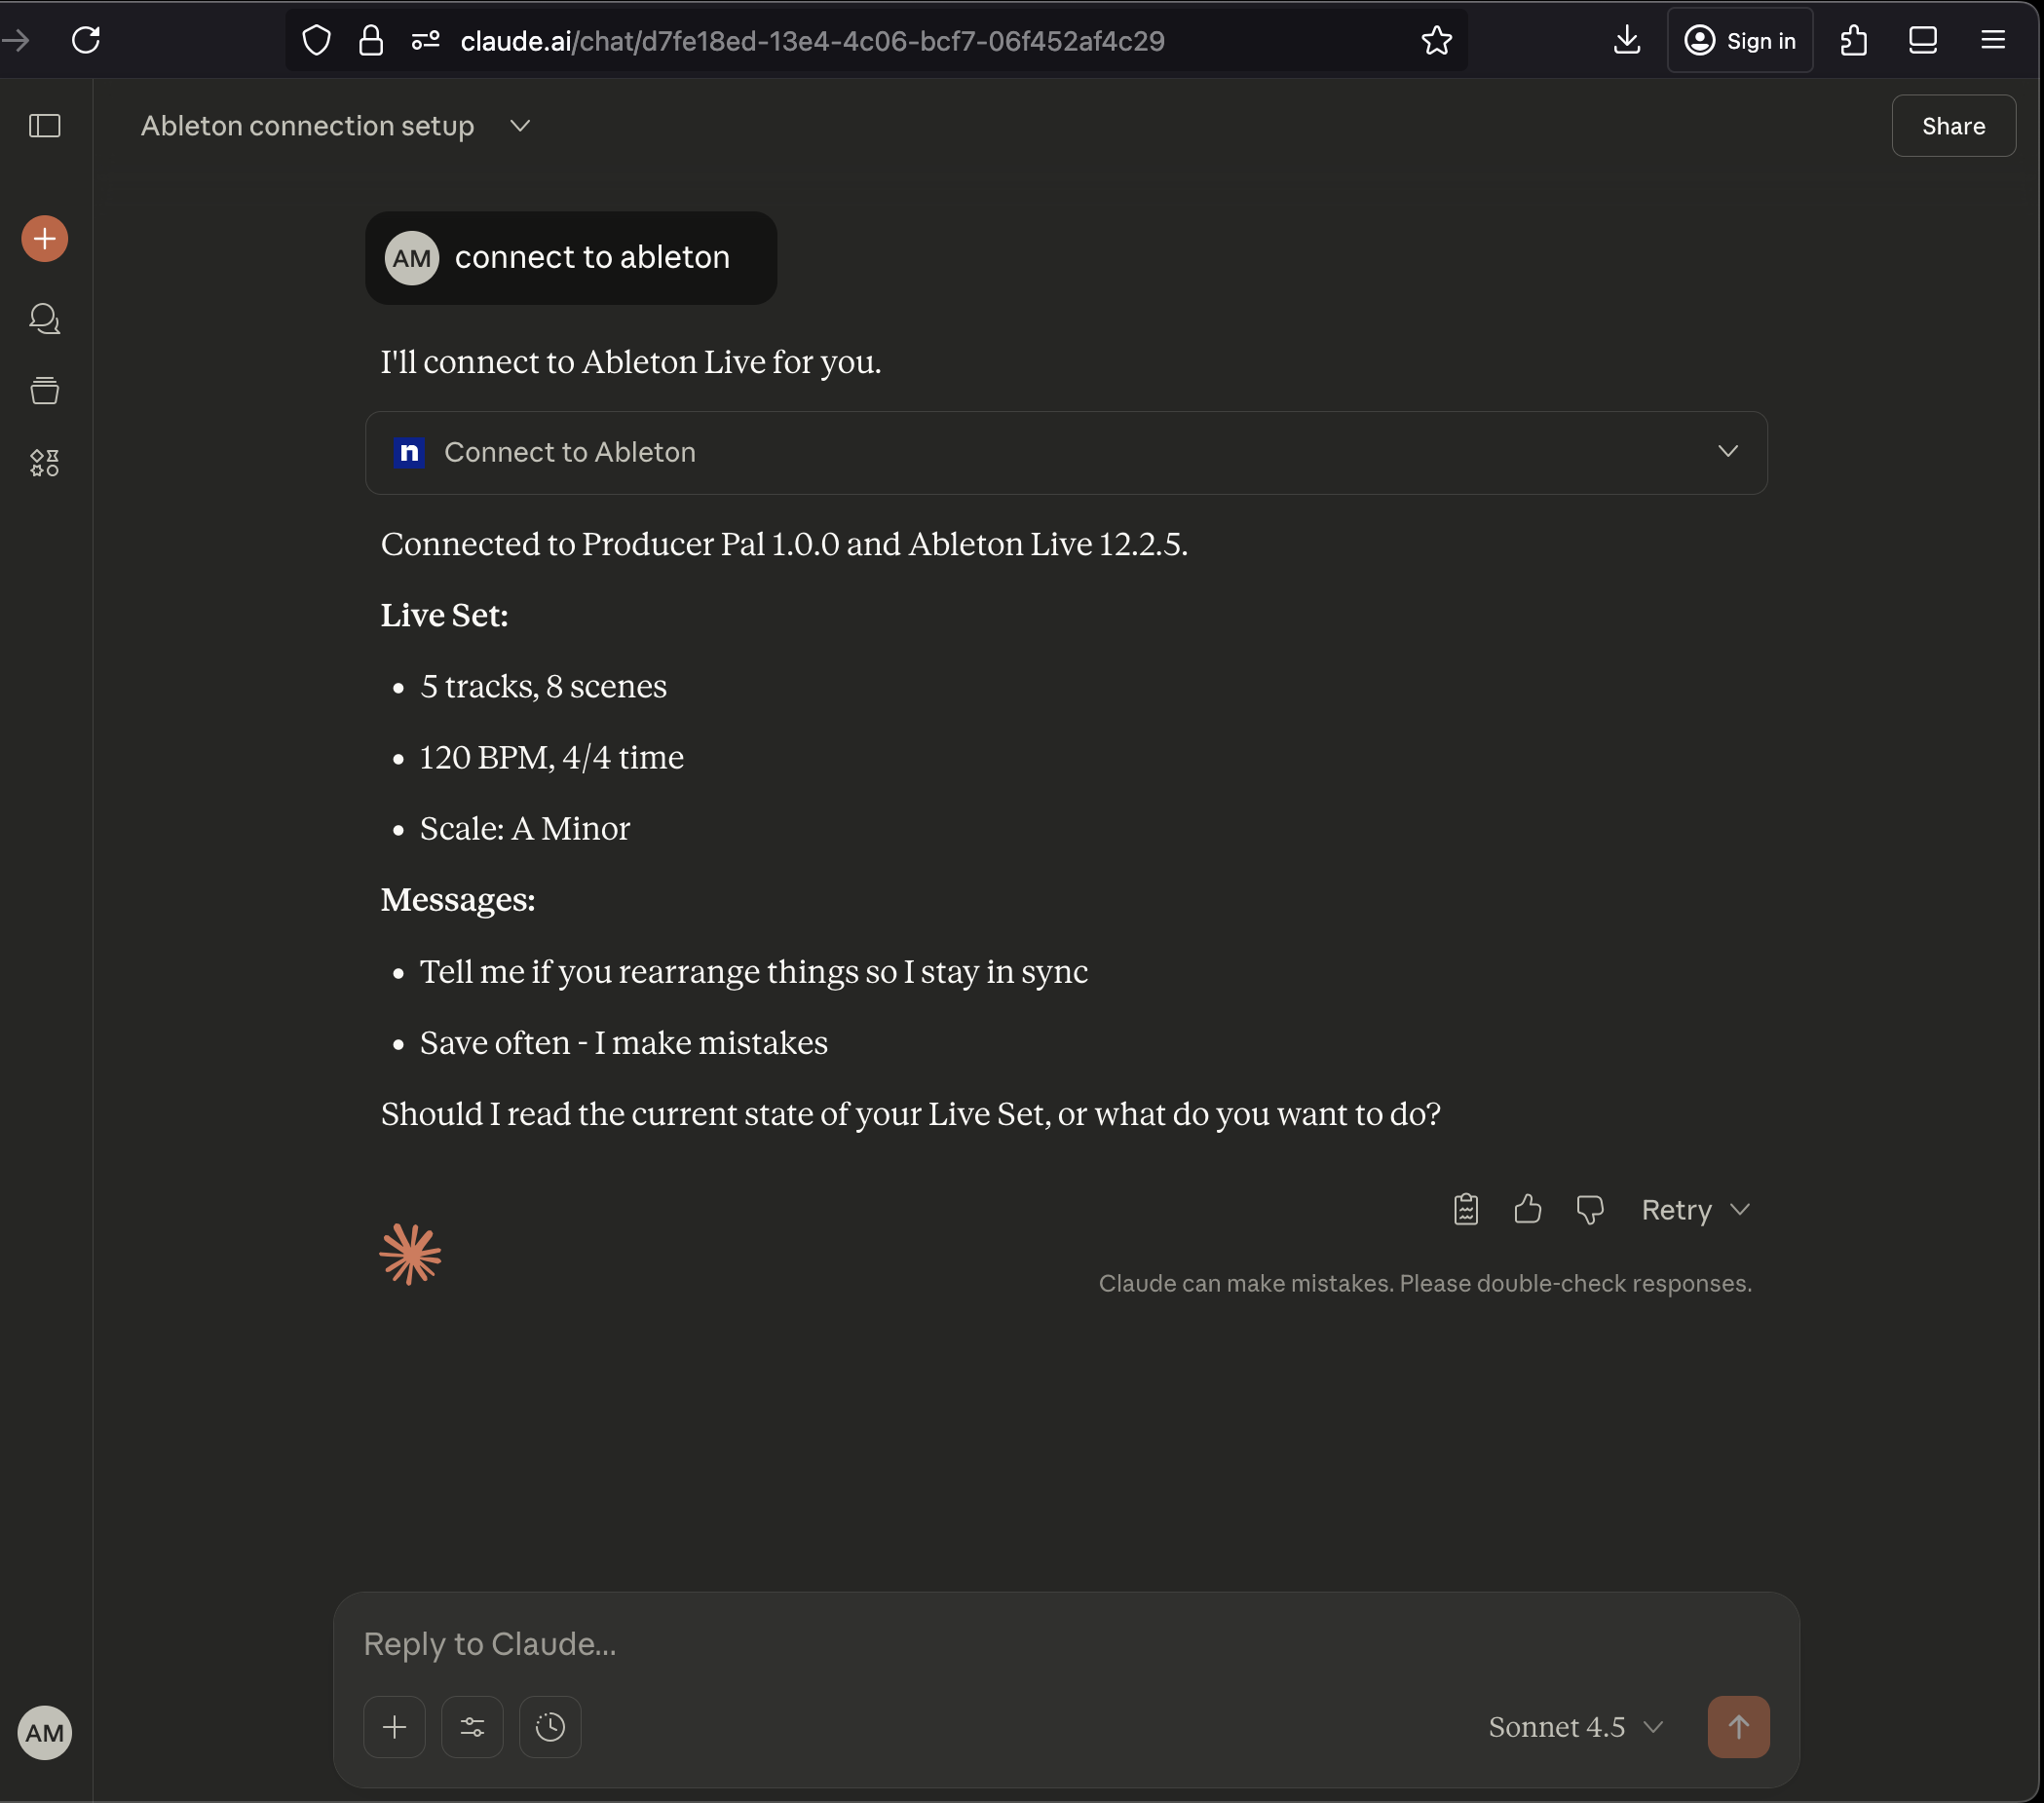 claude.ai/chat/d7fe18ed-13e4-4c06-bcf7-06f452af4c29
Sign in
Ableton connection setup
Share
AM connect to ableton
I'll connect to Ableton Live for you.
n Connect to Ableton
Connected to Producer Pal 1.0.0 and Ableton Live 12.2.5.
Live Set:
• 5 tracks, 8 scenes
• 120 BPM, 4/4 time
• Scale: A Minor
Messages:
• Tell me if you rearrange things so I stay in sync
• Save often - I make mistakes
Should I read the current state of your Live Set, or what do you want to do?
Retry
Claude can make mistakes. Please double-check responses.
Reply to Claude...
Sonnet 4.5
AM